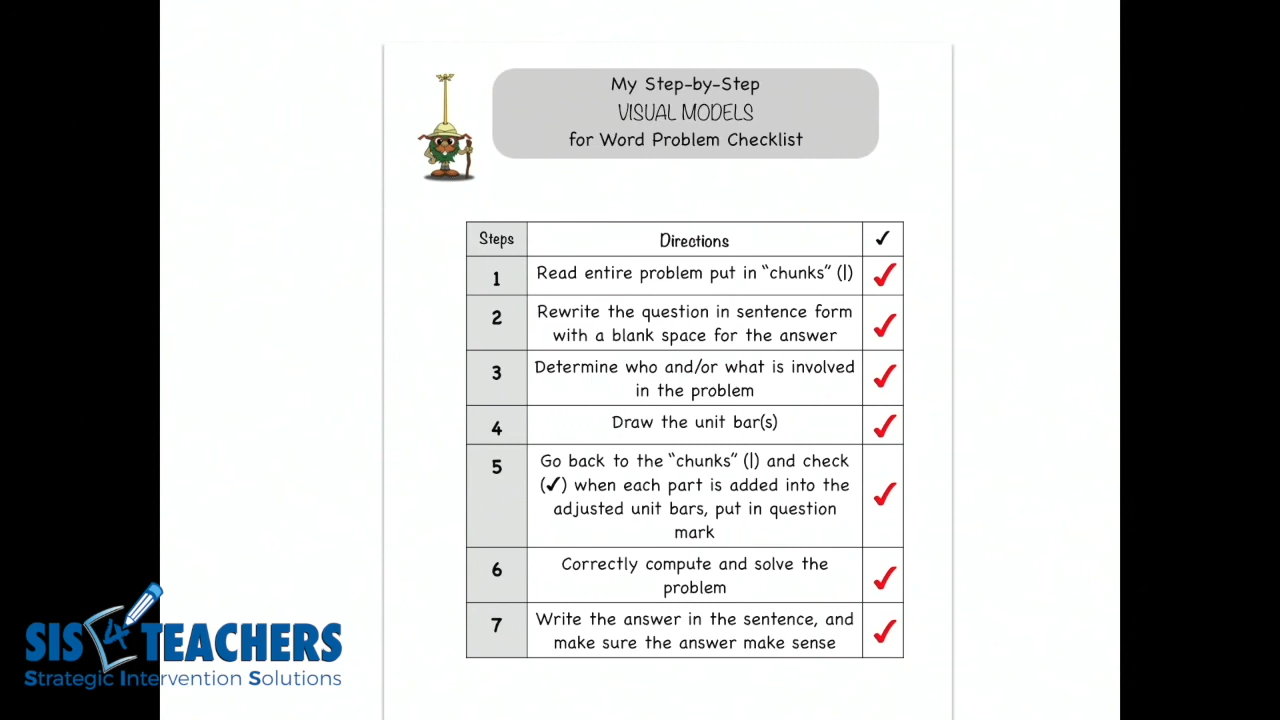 My Step-by-Step
VISUAL MODELS
for Word Problem Checklist
Steps
Directions
✓
1
Read entire problem put in “chunks” (|)
✓
2
Rewrite the question in sentence form
with a blank space for the answer
✓
3
Determine who and/or what is involved
in the problem
✓
4
Draw the unit bar(s)
✓
5
Go back to the “chunks” (|) and check
(✓) when each part is added into the
adjusted unit bars, put in question
mark
✓
6
Correctly compute and solve the
problem
✓
7
Write the answer in the sentence, and
make sure the answer make sense
✓
SIS4TEACHERS
Strategic Intervention Solutions